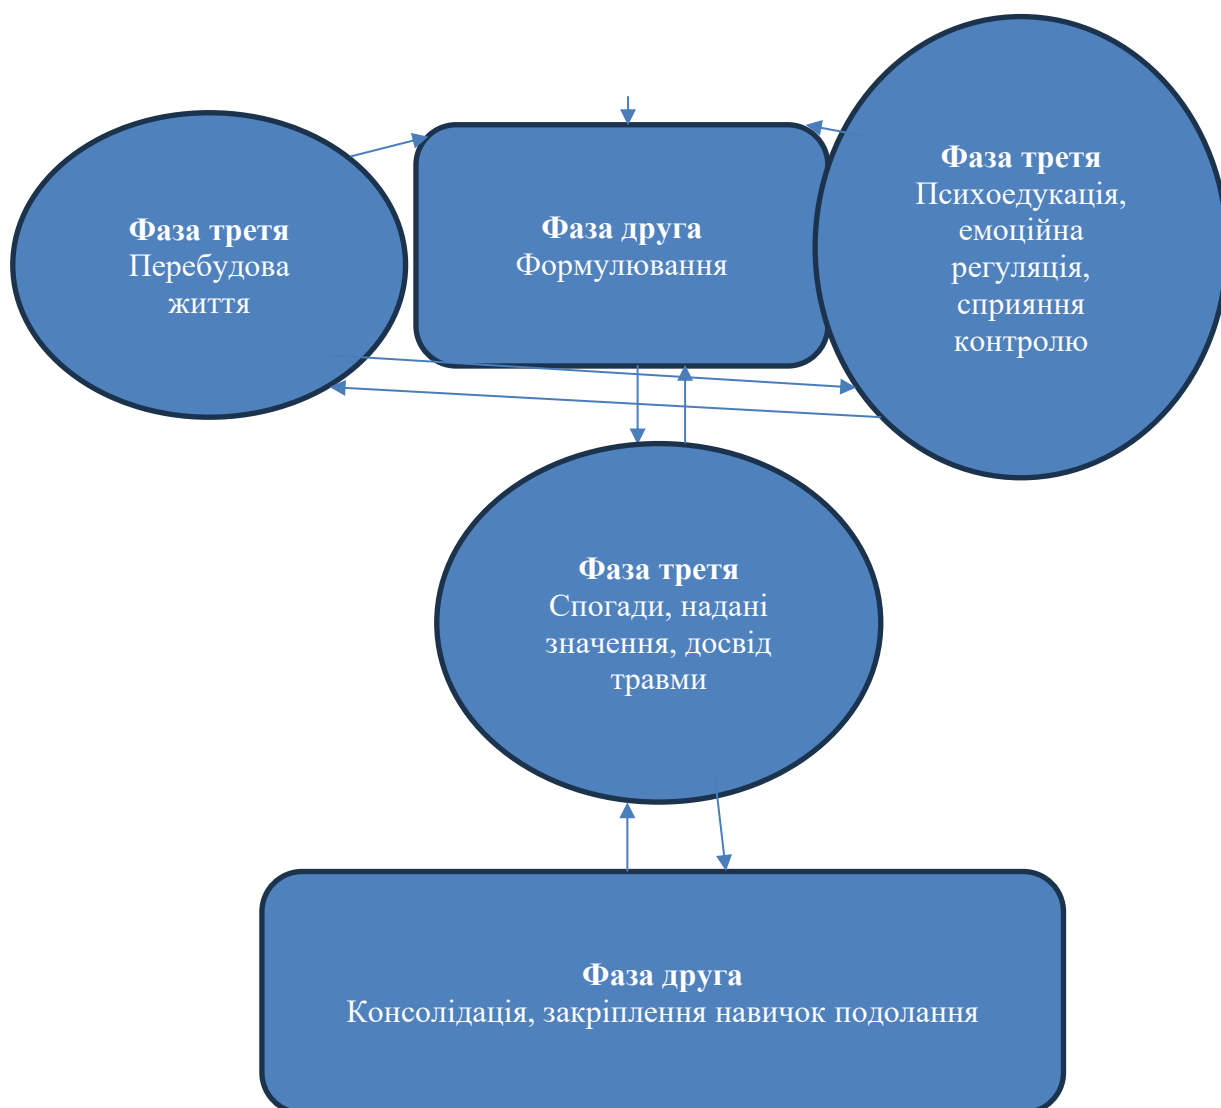 Фаза третя
Перебудова
життя
Фаза друга
Формулювання
Фаза третя
Психоедукація,
емоційна
регуляція,
сприяння
контролю
Фаза третя
Спогади, надані
значення, досвід
травми
Фаза друга
Консолідація, закріплення навичок подолання